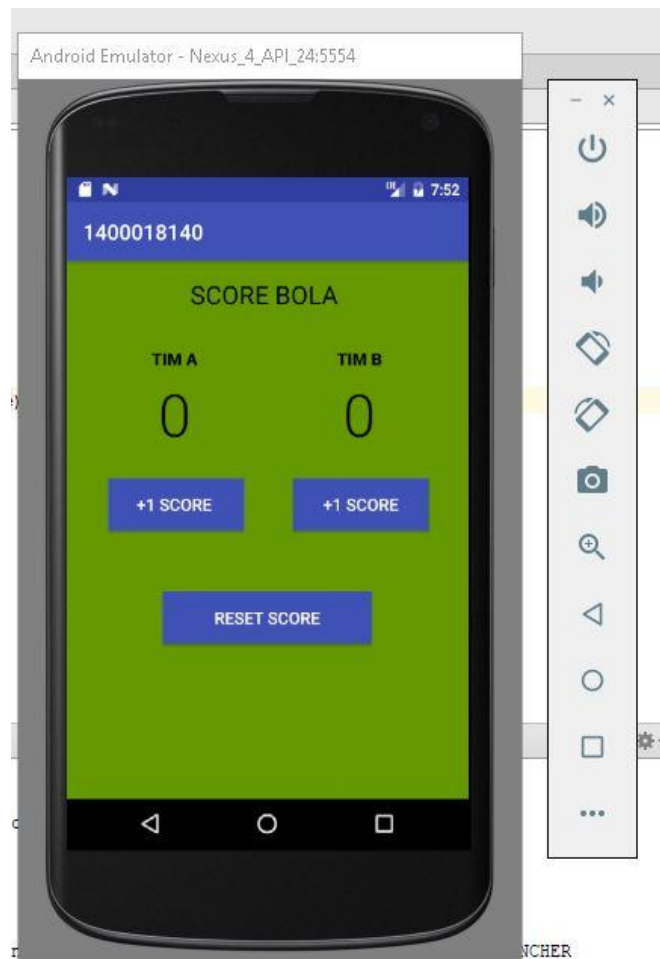 Android Emulator - Nexus_4_API_24:5554
7:52
1400018140
SCORE BOLA
TIM A TIM B
0 0
+1 SCORE +1 SCORE
RESET SCORE
NCHER